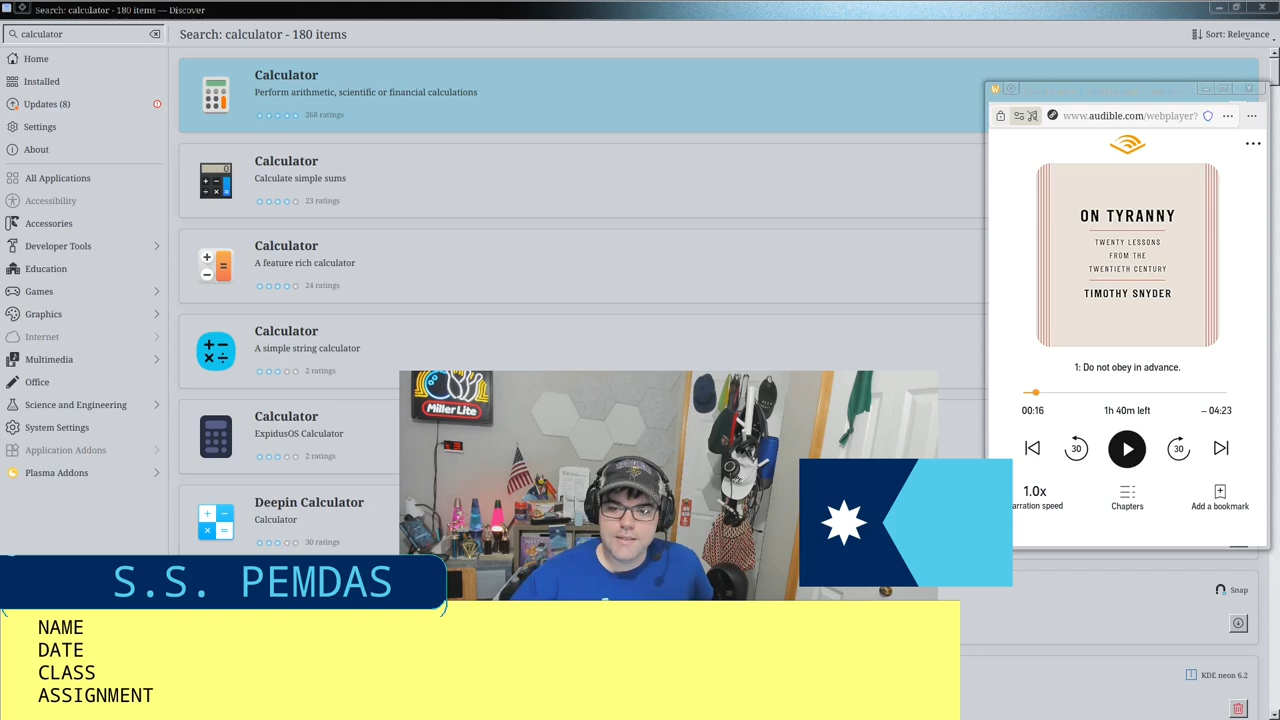 Search: calculator - 180 items — Discover
calculator
Search: calculator - 180 items
Sort: Relevance
Home
Installed
Updates (8)
Settings
About
All Applications
Accessibility
Accessories
Developer Tools
Education
Games
Graphics
Internet
Multimedia
Office
Science and Engineering
System Settings
Application Addons
Plasma Addons
Calculator
Perform arithmetic, scientific or financial calculations
268 ratings
Calculator
Calculate simple sums
23 ratings
Calculator
A feature rich calculator
24 ratings
Calculator
A simple string calculator
2 ratings
Calculator
ExpidusOS Calculator
2 ratings
Deepin Calculator
Calculator
30 ratings
Snap
KDE neon 6.2
www.audible.com/webplayer?
ON TYRANNY
TWENTY LESSONS
FROM THE
TWENTIETH CENTURY
TIMOTHY SNYDER
1: Do not obey in advance.
00:16
1h 40m left
– 04:23
30
30
1.0x
arration speed
Chapters
Add a bookmark
Miller Lite
S.S. PEMDAS
NAME
DATE
CLASS
ASSIGNMENT